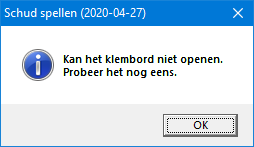 Schud spellen (2020-04-27)
Kan het klembord niet openen.
Probeer het nog eens.
OK